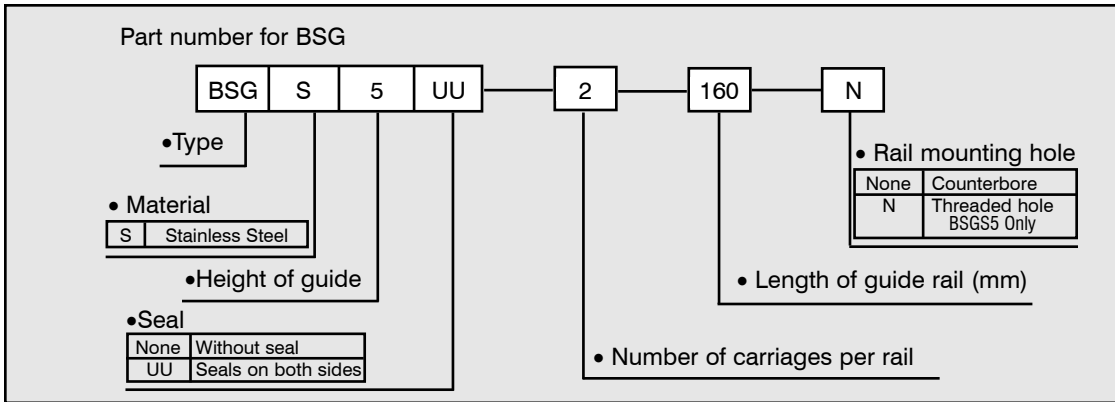 Part number for BSG
BSG S 5 UU 2 160 N
•Type
• Rail mounting hole
None Counterbore
N Threaded hole
BSGS5 Only
• Material
S Stainless Steel
•Height of guide
• Length of guide rail (mm)
•Seal
None Without seal
UU Seals on both sides
• Number of carriages per rail